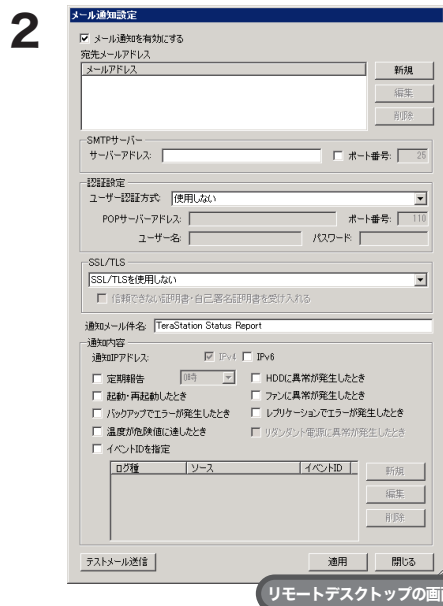 2
メール通知設定
メール通知を有効にする
宛先メールアドレス
メールアドレス
新規
編集
削除
SMTPサーバー
サーバーアドレス:
ポート番号: 25
認証設定
ユーザー認証方式: 使用しない
POPサーバーアドレス: ポート番号: 110
ユーザー名: パスワード:
SSL/TLS
SSL/TLSを使用しない
信頼できない証明書・自己署名証明書を受け入れる
通知メール件名: TeraStation Status Report
通知内容
通知IPアドレス: IPv4 IPv6
定期報告 0時 HDDに異常が発生したとき
起動・再起動したとき ファンに異常が発生したとき
バックアップでエラーが発生したとき レプリケーションでエラーが発生したとき
温度が危険値に達したとき リダンダント電源に異常が発生したとき
イベントIDを指定
ログ種 ソース イベントID
新規
編集
削除
テストメール送信 適用 閉じる
リモートデスクトップの画